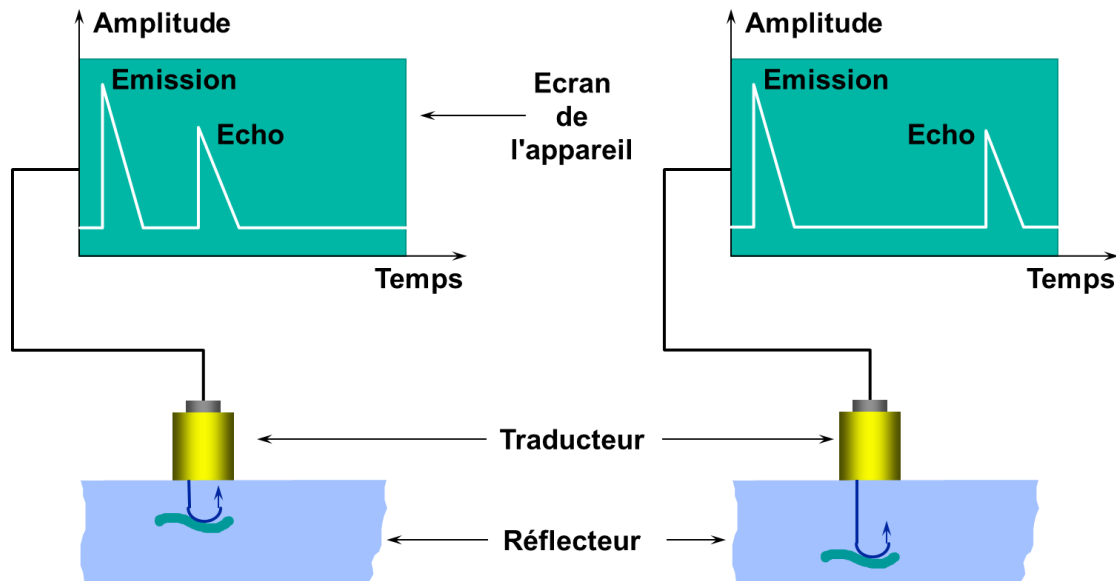 Amplitude
Emission
Echo
Temps
Ecran
de
l'appareil
Amplitude
Emission
Echo
Temps
Traducteur
Réflecteur